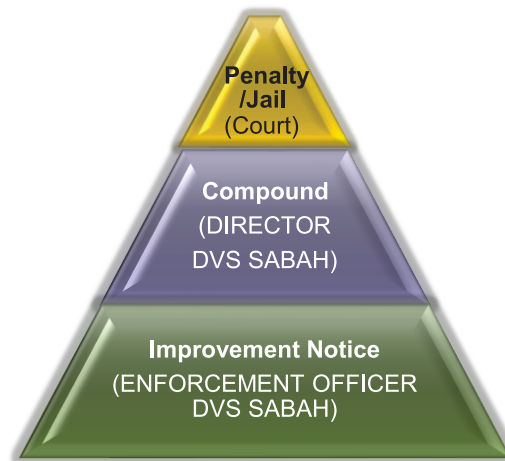 Penalty
/Jail
(Court)
Compound
(DIRECTOR
DVS SABAH)
Improvement Notice
(ENFORCEMENT OFFICER
DVS SABAH)